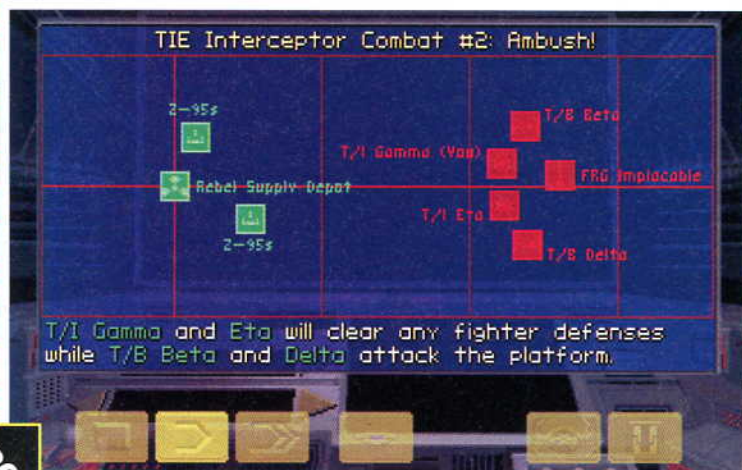 TIE Interceptor Combat #2: Ambush!
Z-95s
T/B Beta
T/I Gamma (You)
FRG Implacable
Rebel Supply Depot
T/I Eta
Z-95s
T/B Delta
T/I Gamma and Eta will clear any fighter defenses
while T/B Beta and Delta attack the platform.